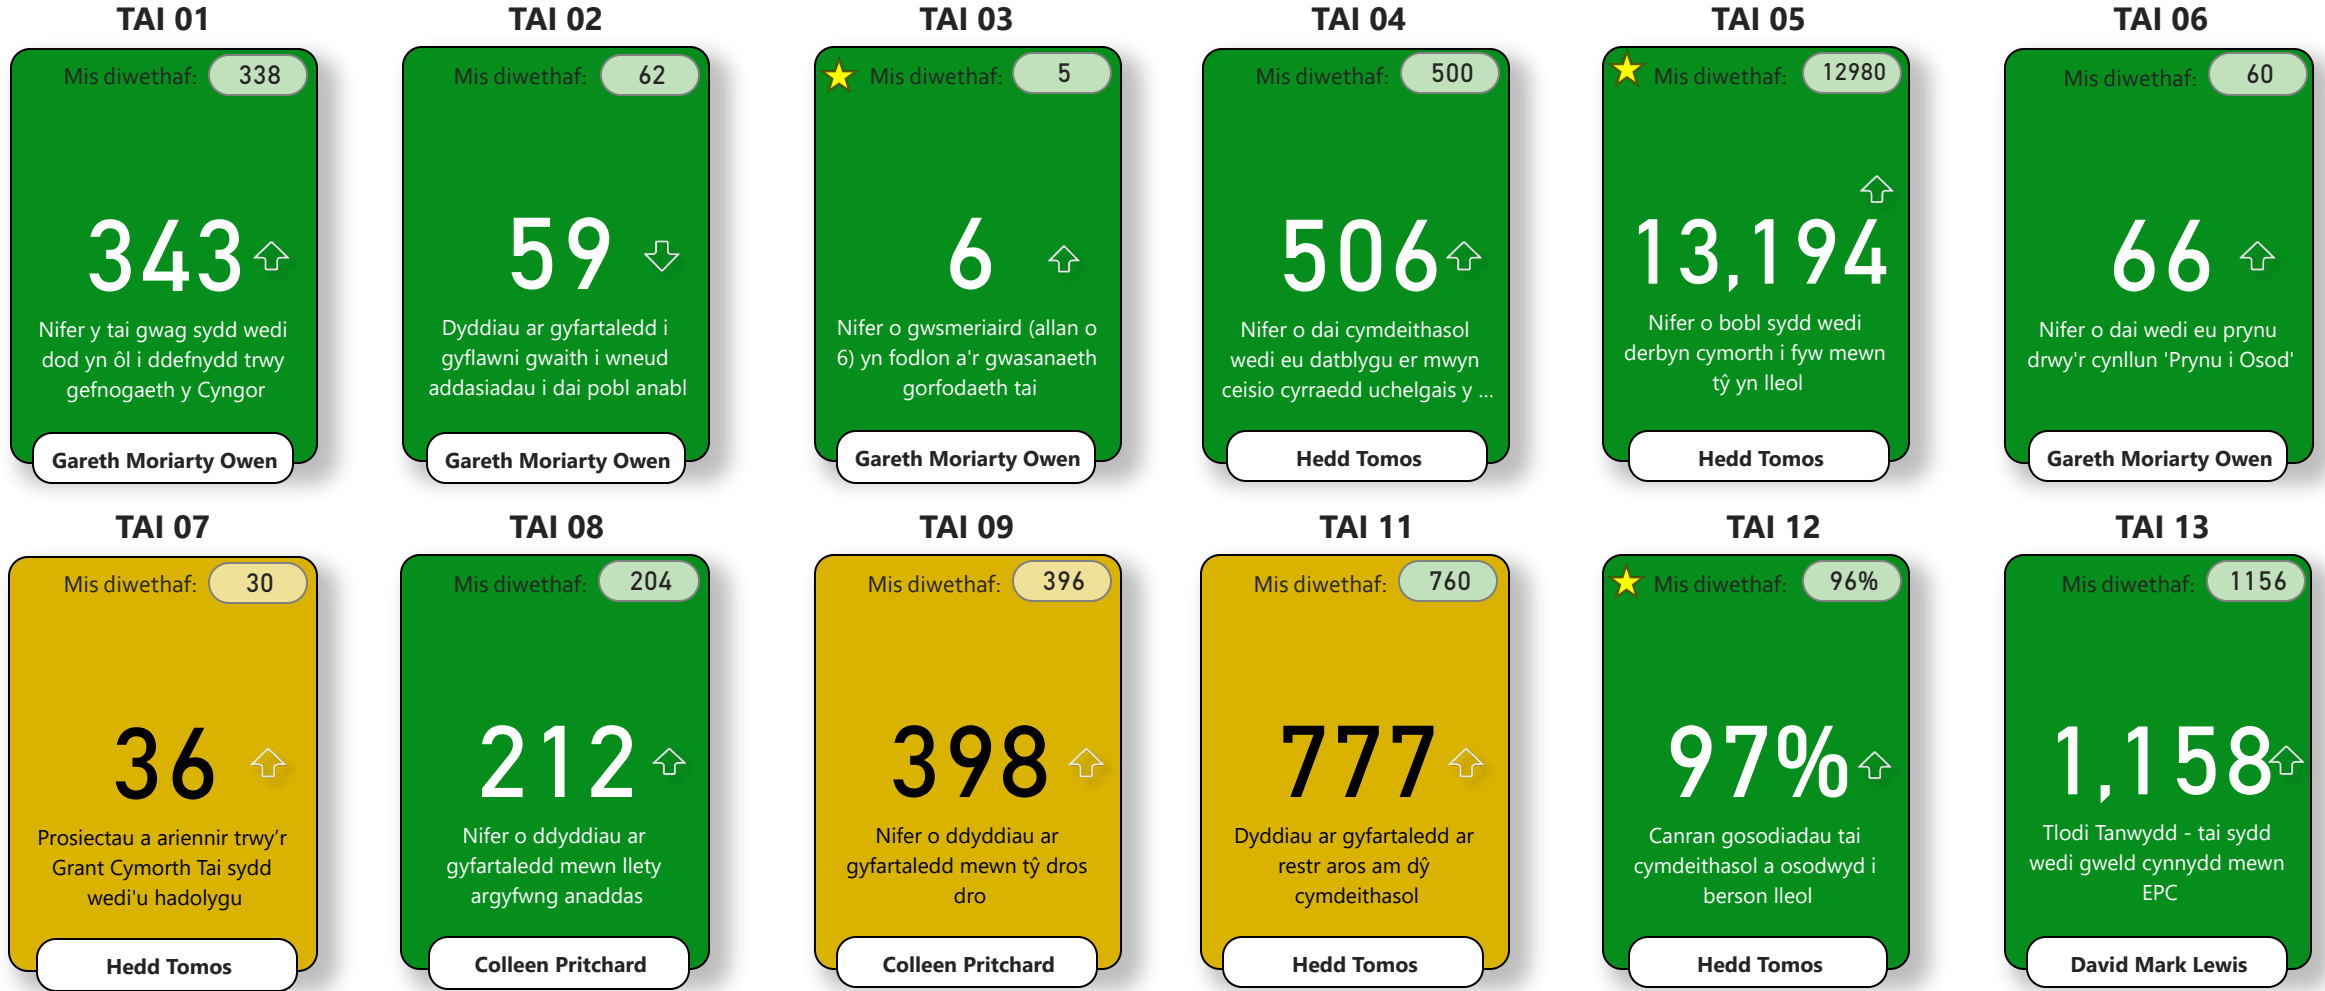 TAI 01
Mis diwethaf: 338
343
Nifer y tai gwag sydd wedi
dod yn ôl i ddefnydd trwy
gefnogaeth y Cyngor
Gareth Moriarty Owen
TAI 02
Mis diwethaf: 62
59
Dyddiau ar gyfartaledd i
gyflawni gwaith i wneud
addasiadau i dai pobl anabl
Gareth Moriarty Owen
TAI 03
Mis diwethaf: 5
6
Nifer o gwsmeriaird (allan o
6) yn fodlon a'r gwasanaeth
gorfodaeth tai
Gareth Moriarty Owen
TAI 04
Mis diwethaf: 500
506
Nifer o dai cymdeithasol
wedi eu datblygu er mwyn
ceisio cyrraedd uchelgais y ...
Hedd Tomos
TAI 05
Mis diwethaf: 12980
13,194
Nifer o bobl sydd wedi
derbyn cymorth i fyw mewn
tŷ yn lleol
Hedd Tomos
TAI 06
Mis diwethaf: 60
66
Nifer o dai wedi eu prynu
drwy'r cynllun 'Prynu i Osod'
Gareth Moriarty Owen
TAI 07
Mis diwethaf: 30
36
Prosiectau a ariennir trwy’r
Grant Cymorth Tai sydd
wedi'u hadolygu
Hedd Tomos
TAI 08
Mis diwethaf: 204
212
Nifer o ddyddiau ar
gyfartaledd mewn llety
argyfwng anaddas
Colleen Pritchard
TAI 09
Mis diwethaf: 396
398
Nifer o ddyddiau ar
gyfartaledd mewn tŷ dros
dro
Colleen Pritchard
TAI 11
Mis diwethaf: 760
777
Dyddiau ar gyfartaledd ar
restr aros am dŷ
cymdeithasol
Hedd Tomos
TAI 12
Mis diwethaf: 96%
97%
Canran gosodiadau tai
cymdeithasol a osodwyd i
berson lleol
Hedd Tomos
TAI 13
Mis diwethaf: 1156
1,158
Tlodi Tanwydd - tai sydd
wedi gweld cynnydd mewn
EPC
David Mark Lewis